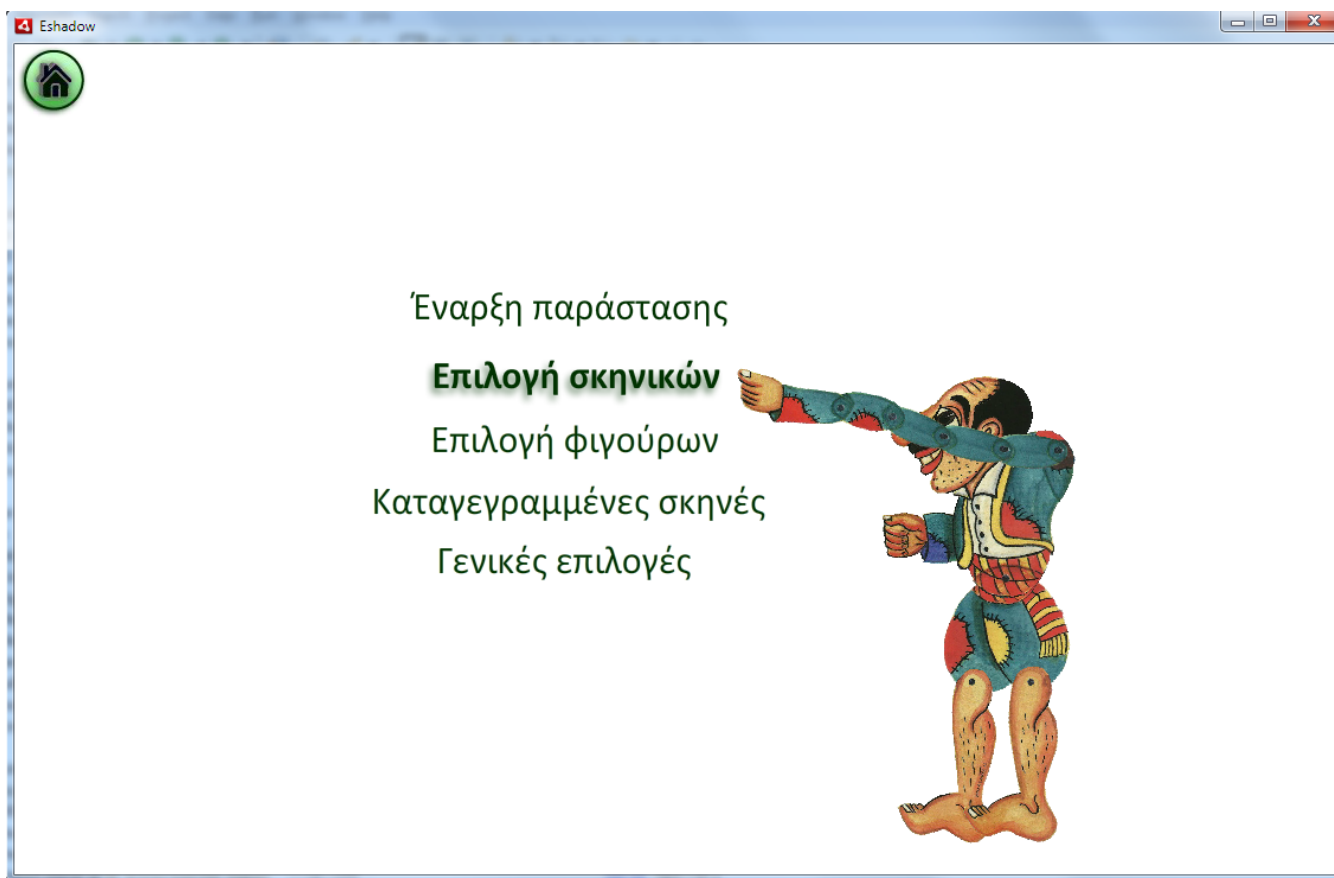 Eshadow
Έναρξη παράστασης
Επιλογή σκηνικών
Επιλογή φιγούρων
Καταγεγραμμένες σκηνές
Γενικές επιλογές